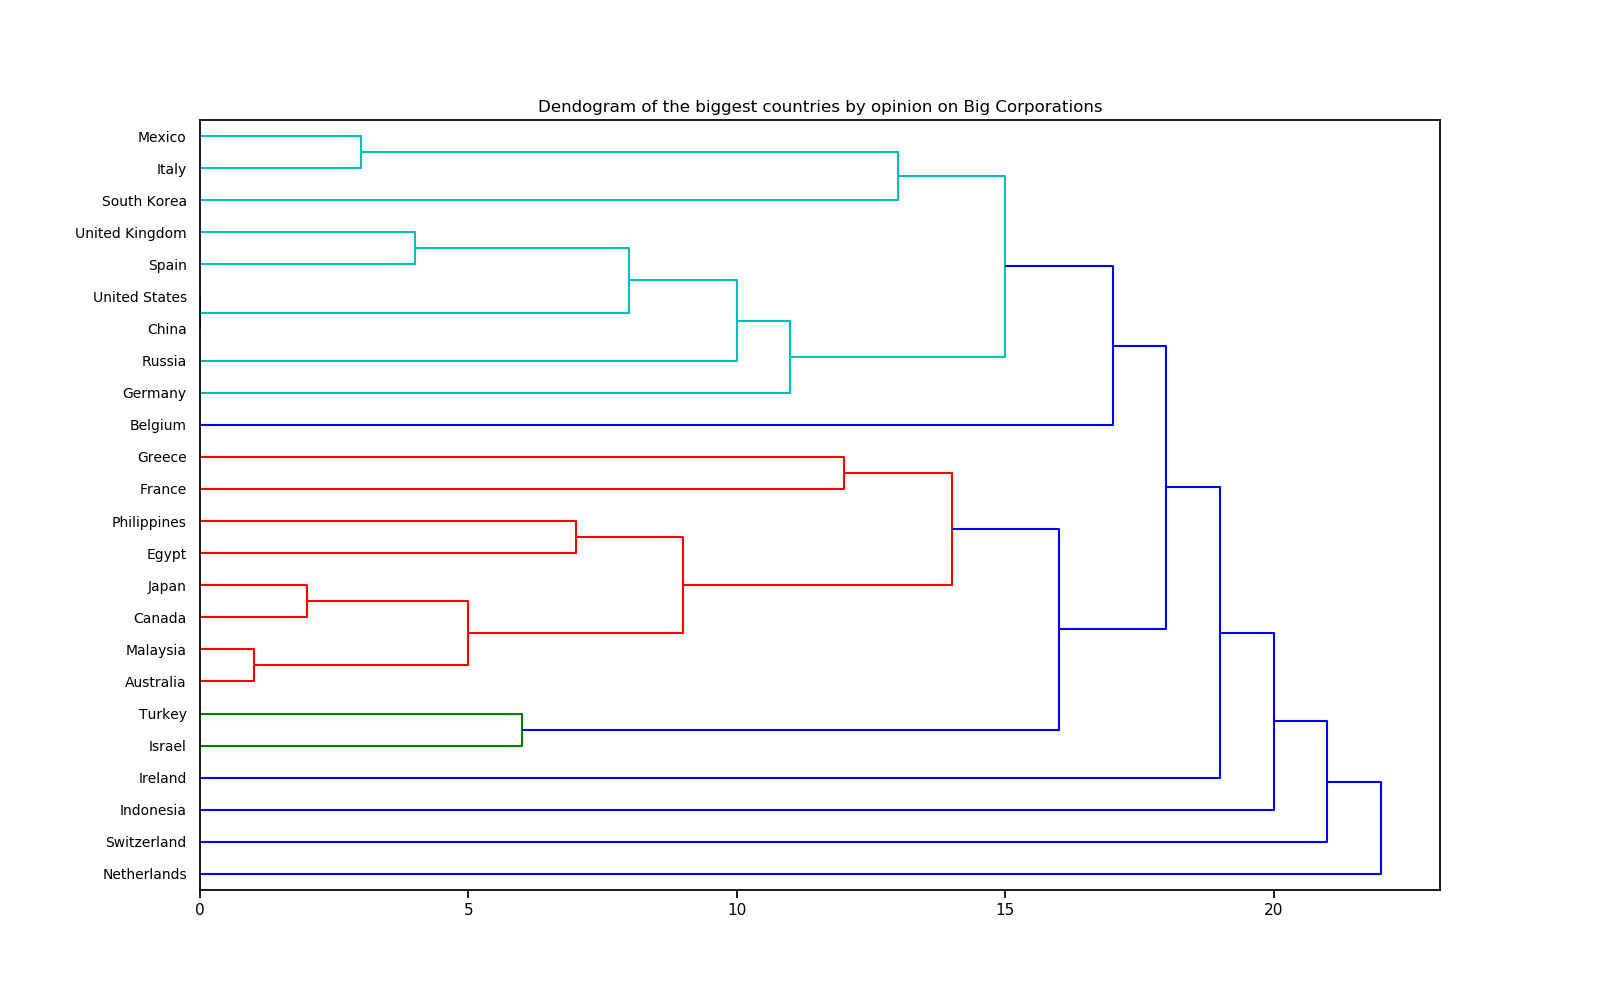 Dendogram of the biggest countries by opinion on Big Corporations
Mexico
Italy
South Korea
United Kingdom
Spain
United States
China
Russia
Germany
Belgium
Greece
France
Philippines
Egypt
Japan
Canada
Malaysia
Australia
Turkey
Israel
Ireland
Indonesia
Switzerland
Netherlands
0 5 10 15 20